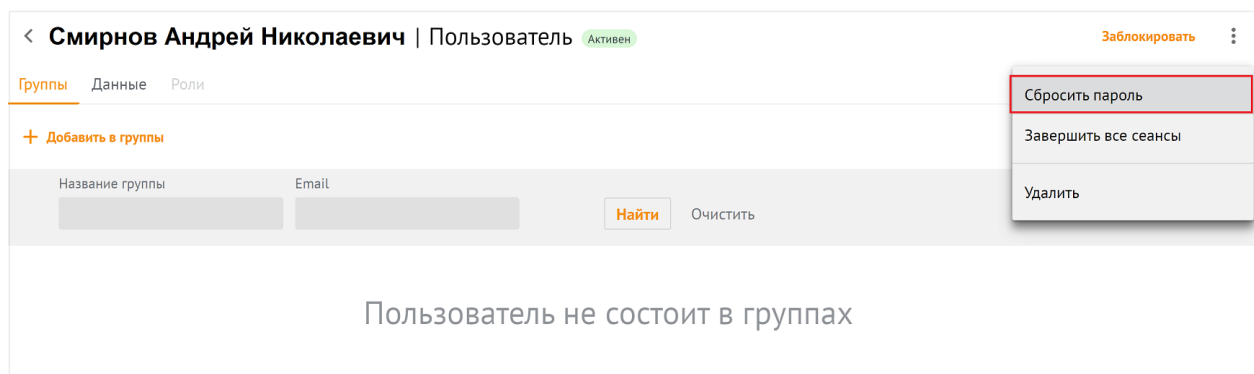 Смирнов Андрей Николаевич | Пользователь Активен Заблокировать
Группы Данные Роли
Сбросить пароль
Добавить в группы
Завершить все сеансы
Название группы Email
Удалить
Найти Очистить
Пользователь не состоит в группах